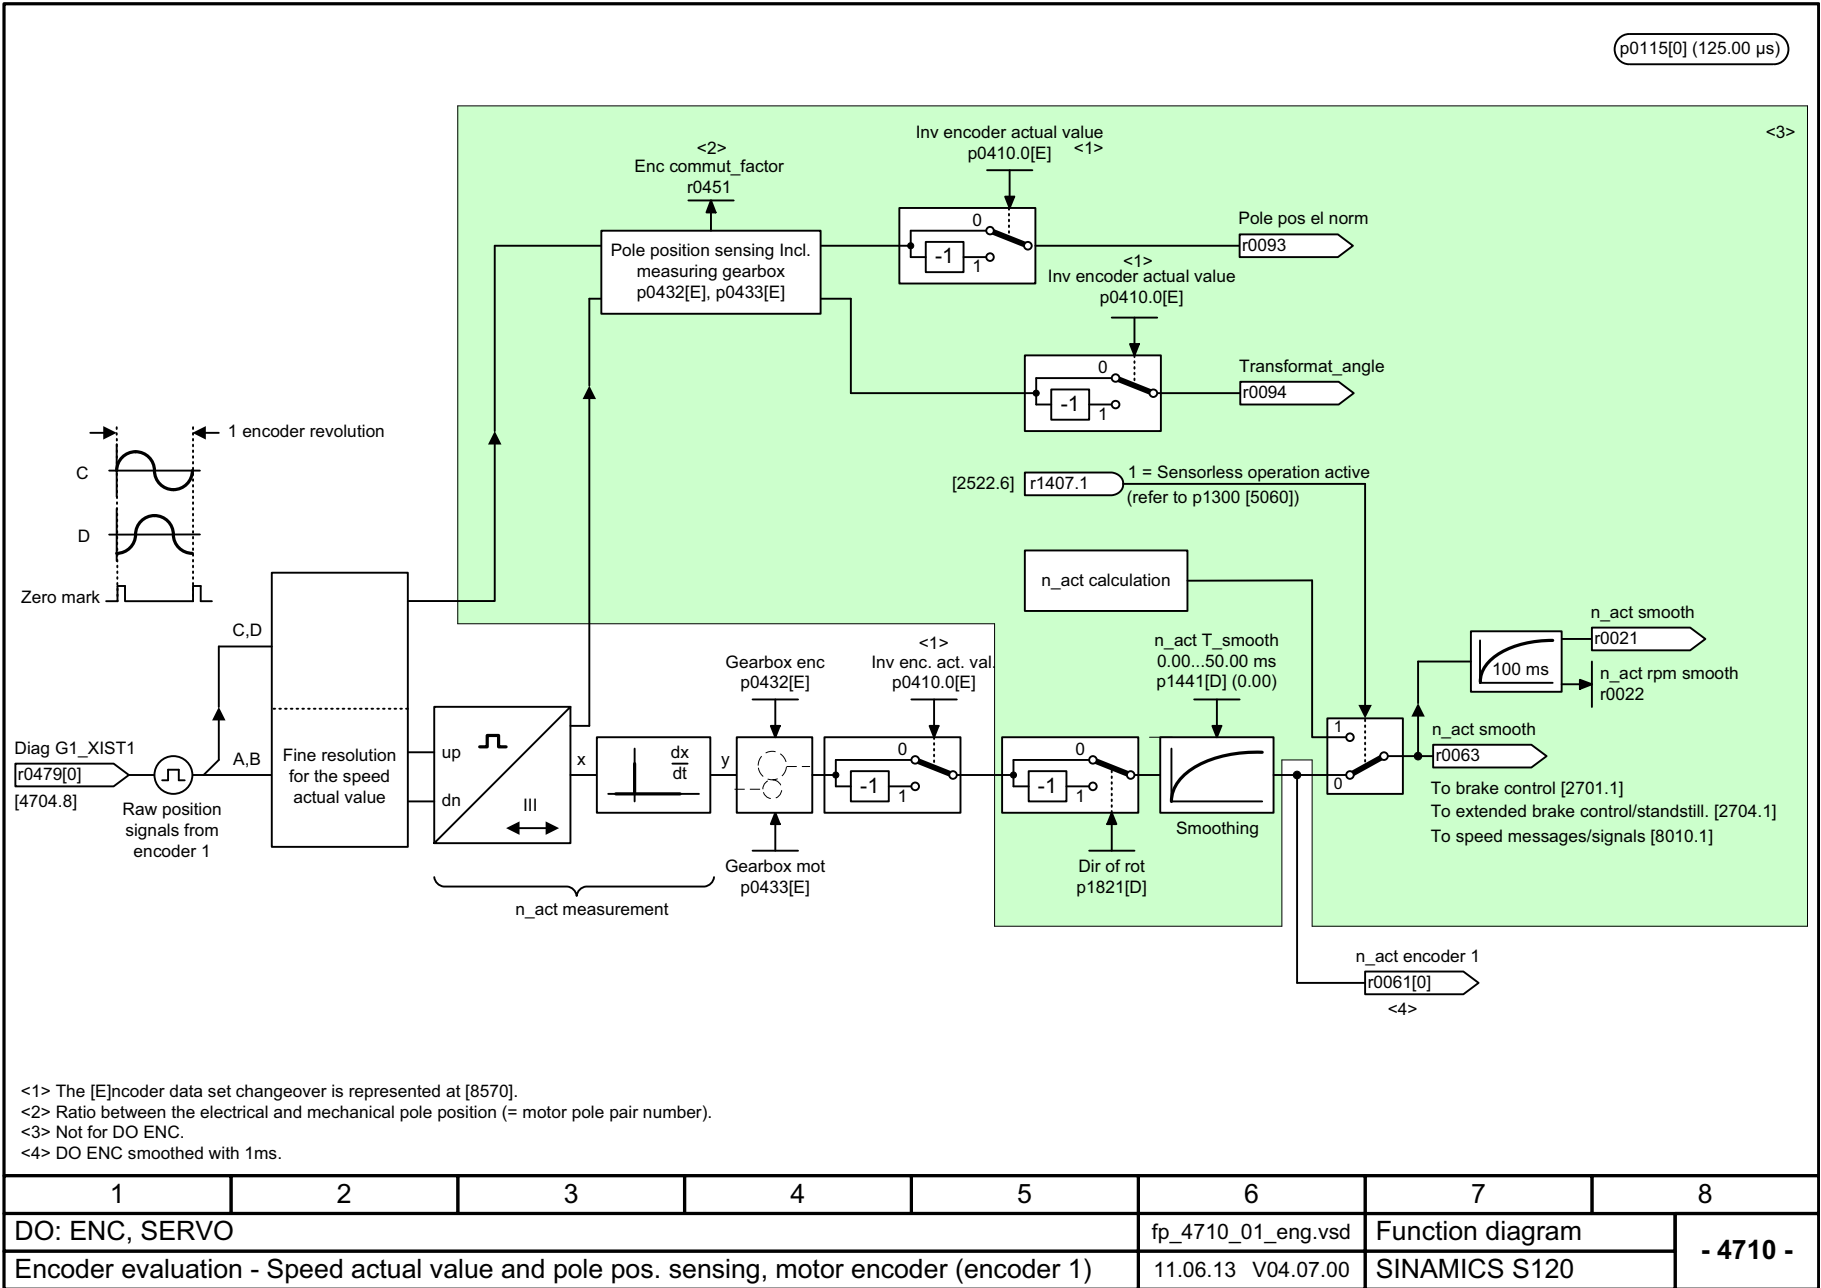 p0115[0] (125.00 µs)
<3>
Inv encoder actual value
p0410.0[E] <1>
<2>
Enc commut_factor
r0451
Pole position sensing Incl.
measuring gearbox
p0432[E], p0433[E]
0
-1
1
Pole pos el norm
r0093
<1>
Inv encoder actual value
p0410.0[E]
0
-1
1
Transformat_angle
r0094
1 encoder revolution
C
D
Zero mark
[2522.6]
r1407.1
1 = Sensorless operation active
(refer to p1300 [5060])
n_act calculation
C,D
A,B
Diag G1_XIST1
r0479[0]
[4704.8]
Raw position
signals from
encoder 1
Fine resolution
for the speed
actual value
up
dn
III
x
dx
dt
y
n_act measurement
Gearbox enc
p0432[E]
Gearbox mot
p0433[E]
<1>
Inv enc. act. val.
p0410.0[E]
0
-1
1
0
-1
1
Dir of rot
p1821[D]
n_act T_smooth
0.00...50.00 ms
p1441[D] (0.00)
Smoothing
1
0
100 ms
n_act smooth
r0021
n_act rpm smooth
r0022
n_act smooth
r0063
To brake control [2701.1]
To extended brake control/standstill. [2704.1]
To speed messages/signals [8010.1]
n_act encoder 1
r0061[0]
<4>
<1> The [E]ncoder data set changeover is represented at [8570].
<2> Ratio between the electrical and mechanical pole position (= motor pole pair number).
<3> Not for DO ENC.
<4> DO ENC smoothed with 1ms.
1 2 3 4 5 6 7 8
DO: ENC, SERVO
fp_4710_01_eng.vsd
Function diagram
- 4710 -
Encoder evaluation - Speed actual value and pole pos. sensing, motor encoder (encoder 1)
11.06.13 V04.07.00
SINAMICS S120